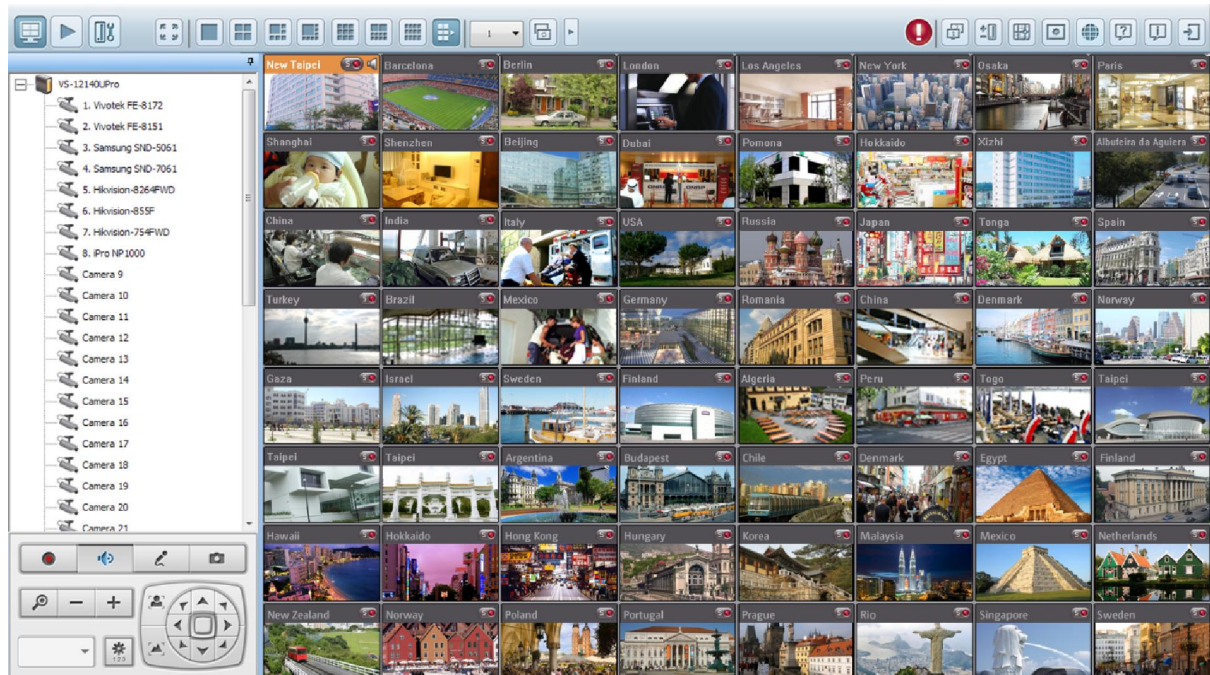 1
VS-12140UPro
1. Vivotek FE-8172
2. Vivotek FE-8151
3. Samsung SND-5061
4. Samsung SND-7061
5. Hikvision-8264FWD
6. Hikvision-855F
7. Hikvision-754FWD
8. iPro NP1000
Camera 9
Camera 10
Camera 11
Camera 12
Camera 13
Camera 14
Camera 15
Camera 16
Camera 17
Camera 18
Camera 19
Camera 20
Camera 21
123
New Taipei Barcelona Berlin London Los Angeles New York Osaka Paris
Shanghai Shenzhen Beijing Dubai Pomona Hokkaido Xizhi Albufeira da Aguiera
China India Italy USA Russia Japan Tonga Spain
Turkey Brazil Mexico Germany Romania China Denmark Norway
Gaza Israel Sweden Finland Algeria Peru Togo Taipei
Taipei Taipei Argentina Budapest Chile Denmark Egypt Finland
Hawaii Hokkaido Hong Kong Hungary Korea Malaysia Mexico Netherlands
New Zealand Norway Poland Portugal Prague Rio Singapore Sweden